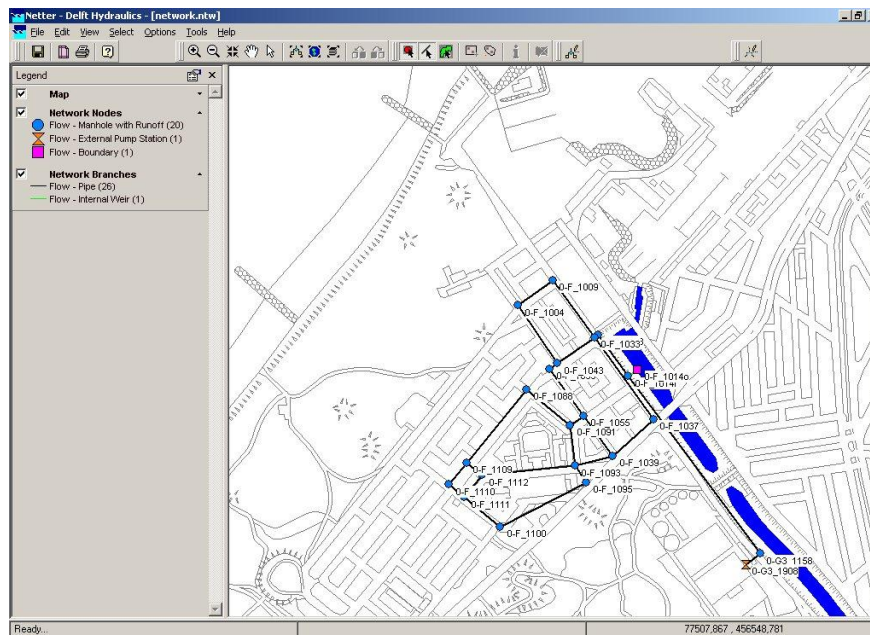 Netter - Delft Hydraulics - [network.ntw]
File Edit View Select Options Tools Help
Legend
Map
Network Nodes
Flow - Manhole with Runoff (20)
Flow - External Pump Station (1)
Flow - Boundary (1)
Network Branches
Flow - Pipe (26)
Flow - Internal Weir (1)
0-F_1009
0-F_1004
0-F_1033
0-F_1043
0-F_1014o
0-F_1088
0-F_1055
0-F_1037
0-F_1091
0-F_1039
0-F_1109
0-F_1093
0-F_1112
0-F_1095
0-F_1110
0-F_1111
0-F_1100
0-G3_1158
0-G3_1908
Ready...
77507,867 , 456548,781